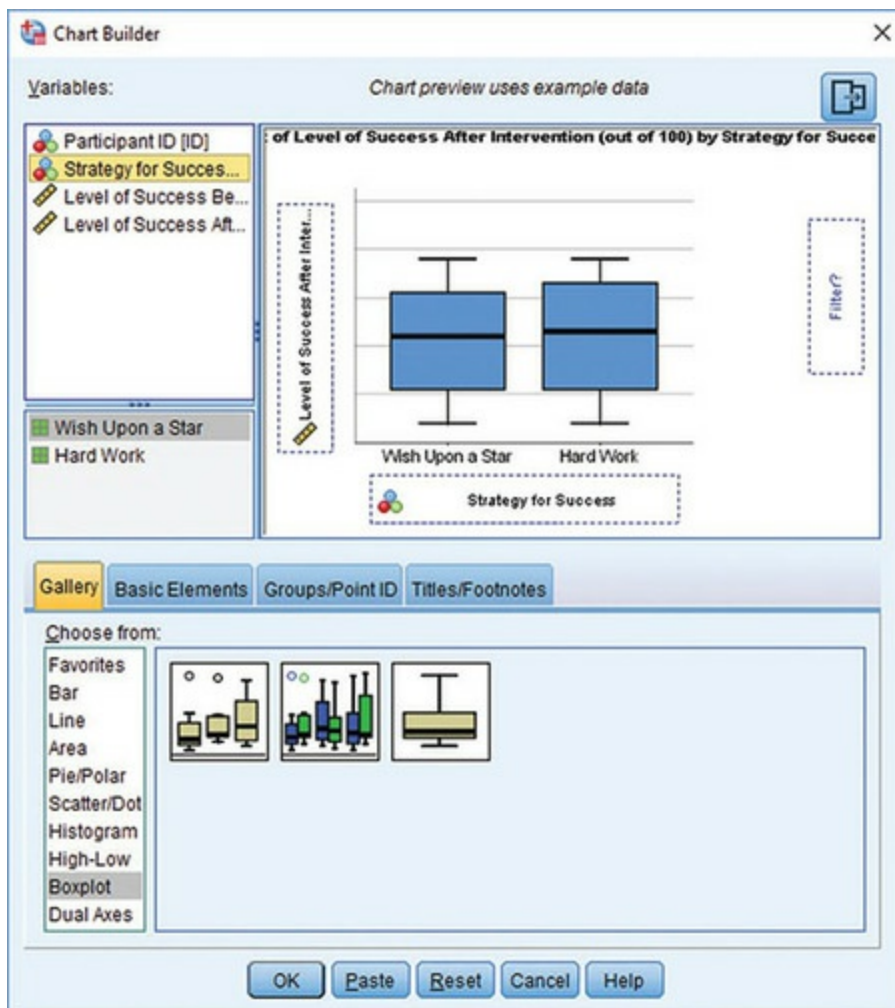 Chart Builder
Variables:
Chart preview uses example data
Participant ID [ID]
Strategy for Succes...
Level of Success Be...
Level of Success Aft...
Wish Upon a Star
Hard Work
: of Level of Success After Intervention (out of 100) by Strategy for Succe
Level of Success After Inter...
Filter?
Wish Upon a Star Hard Work
Strategy for Success
Gallery Basic Elements Groups/Point ID Titles/Footnotes
Choose from:
Favorites
Bar
Line
Area
Pie/Polar
Scatter/Dot
Histogram
High-Low
Boxplot
Dual Axes
OK Paste Reset Cancel Help